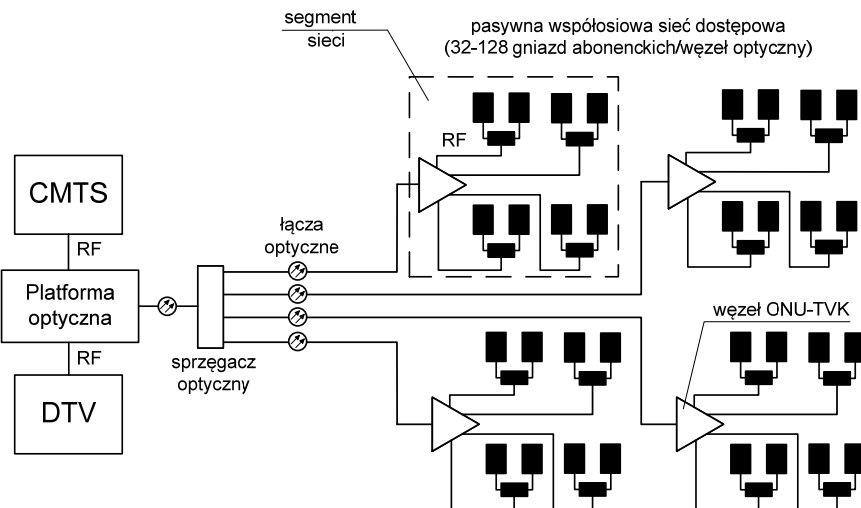 segment
sieci
pasywna współosiowa sieć dostępowa
(32-128 gniazd abonenckich/węzeł optyczny)
RF
CMTS
RF
łącza
optyczne
Platforma
optyczna
węzeł ONU-TVK
RF
sprzęgacz
optyczny
DTV